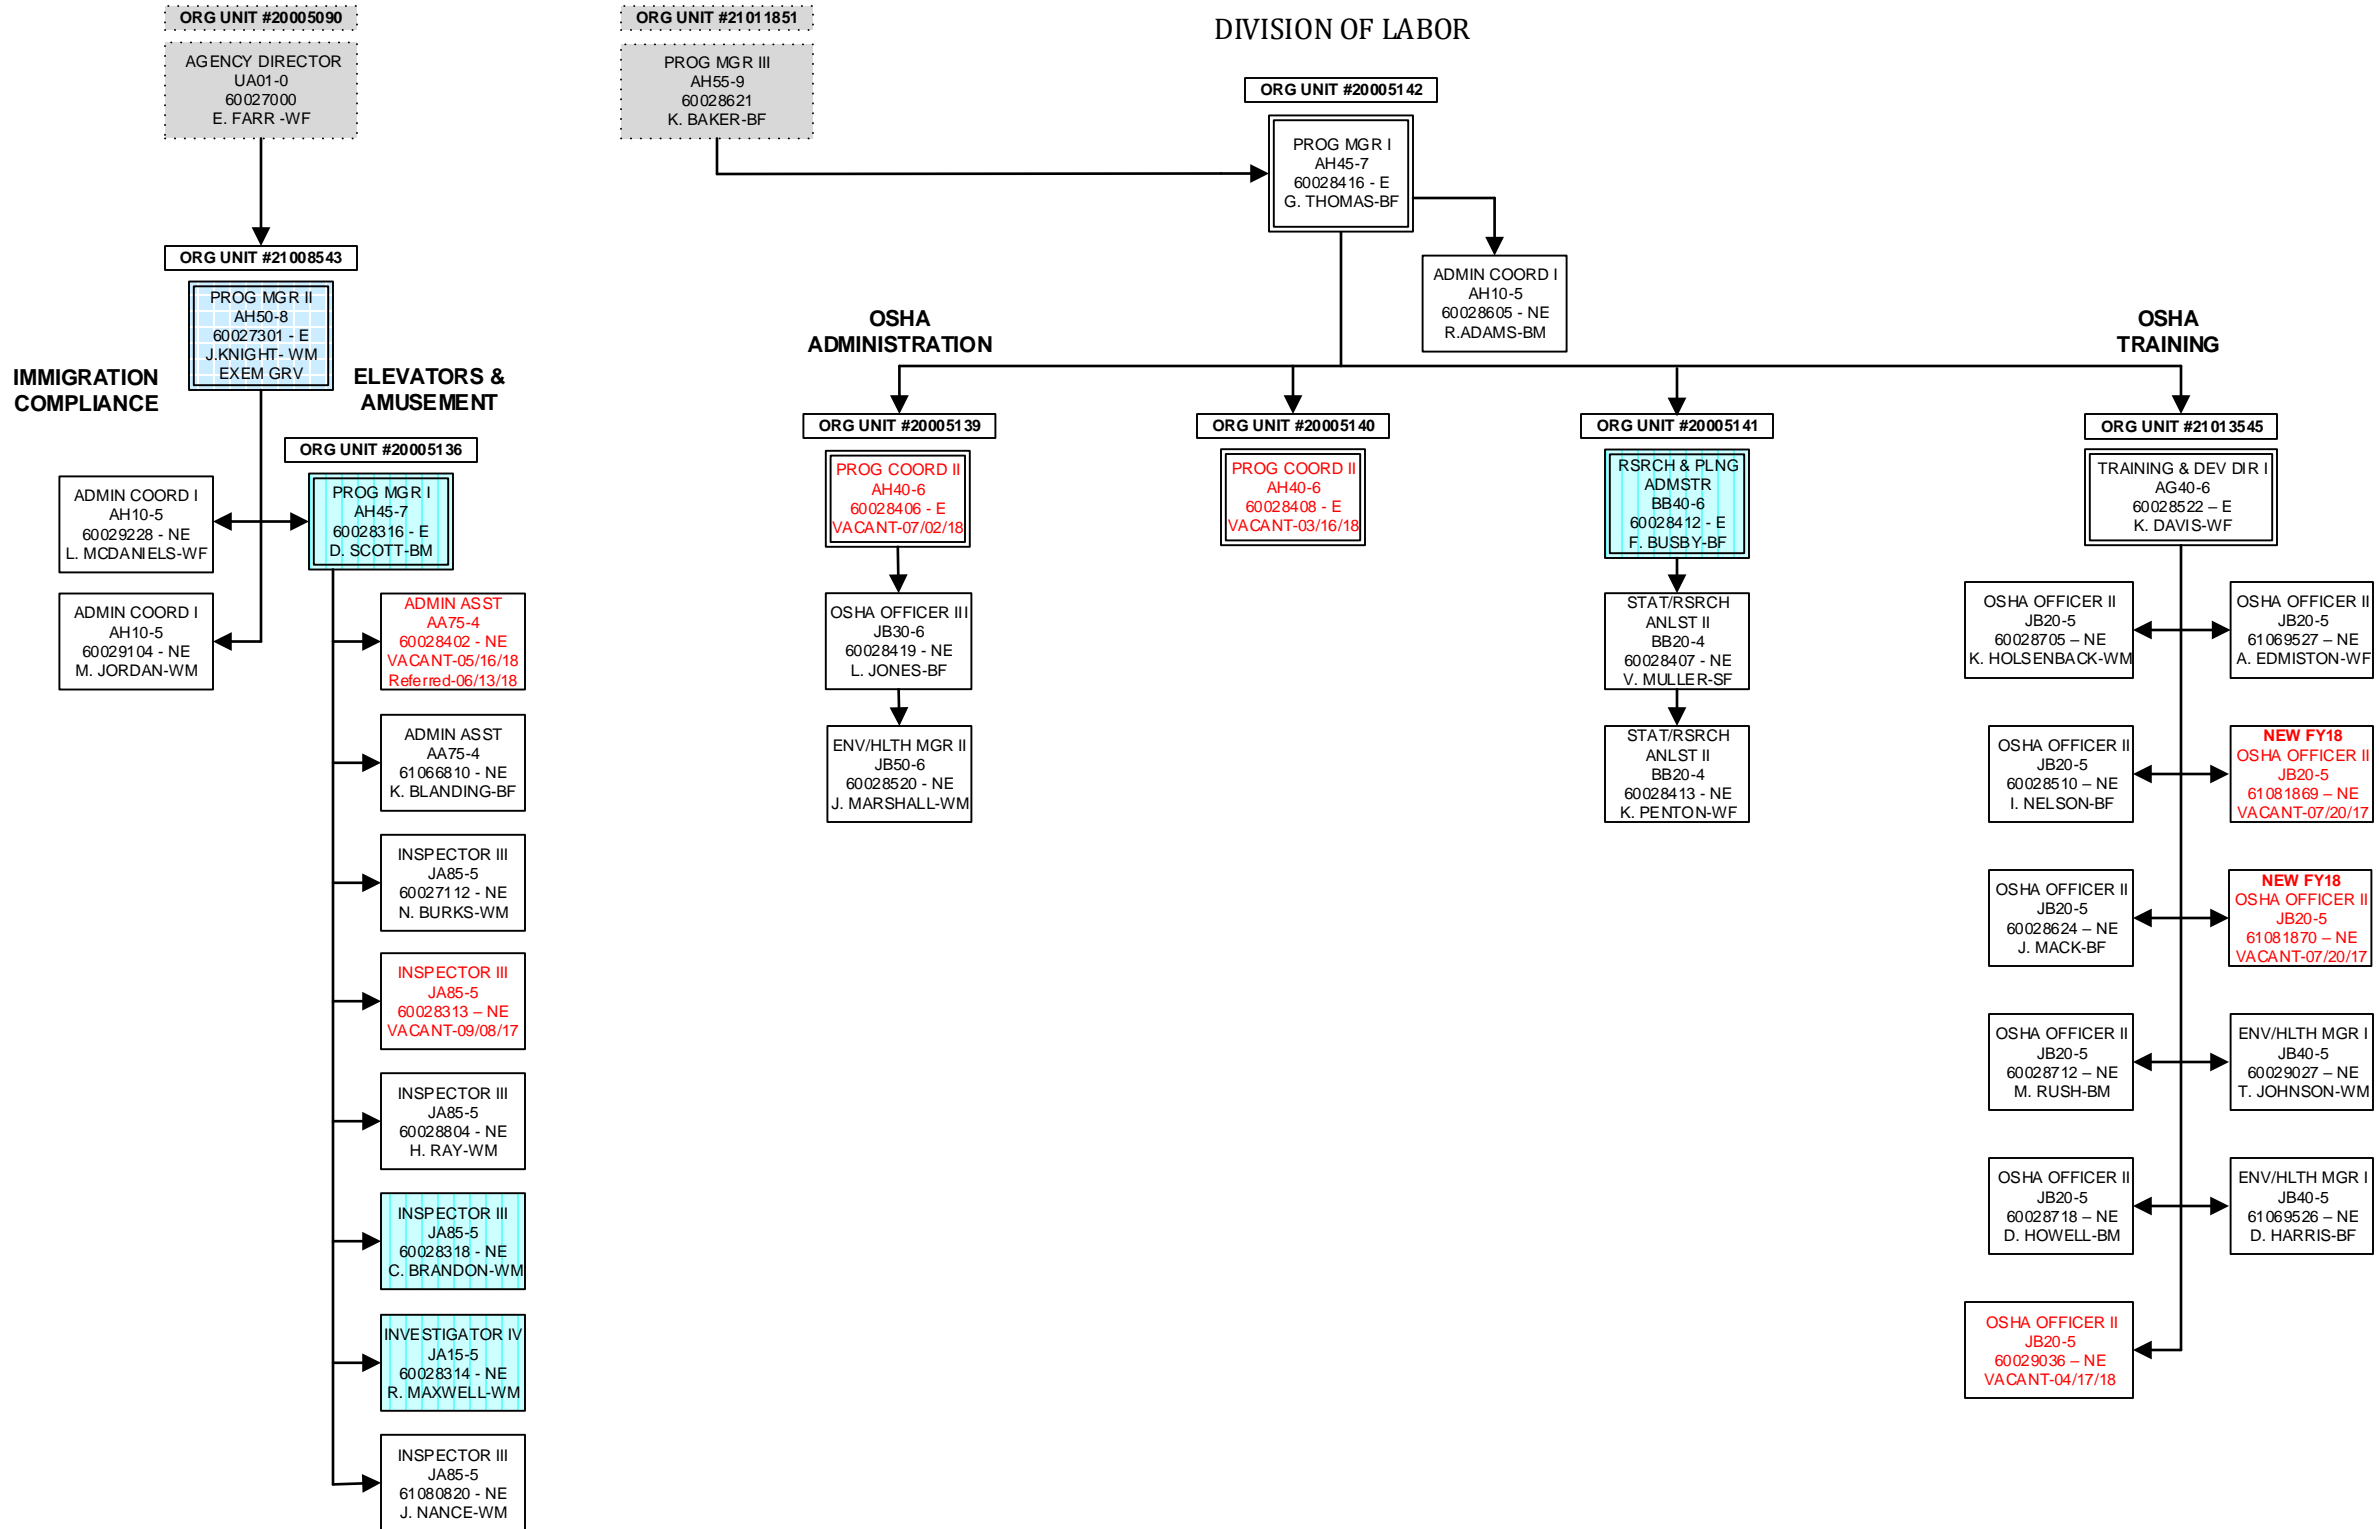 DIVISION OF LABOR
ORG UNIT #20005090
AGENCY DIRECTOR
UA01-0
60027000
E. FARR -WF
ORG UNIT #21011851
PROG MGR III
AH55-9
60028621
K. BAKER-BF
ORG UNIT #20005142
PROG MGR I
AH45-7
60028416 - E
G. THOMAS-BF
ADMIN COORD I
AH10-5
60028605 - NE
R.ADAMS-BM
ORG UNIT #21008543
PROG MGR II
AH50-8
60027301 - E
J.KNIGHT- WM
EXEM GRV
IMMIGRATION
COMPLIANCE
ELEVATORS &
AMUSEMENT
ORG UNIT #20005136
ADMIN COORD I
AH10-5
60029228 - NE
L. MCDANIELS-WF
PROG MGR I
AH45-7
60028316 - E
D. SCOTT-BM
ADMIN COORD I
AH10-5
60029104 - NE
M. JORDAN-WM
ADMIN ASST
AA75-4
60028402 - NE
VACANT-05/16/18
Referred-06/13/18
ADMIN ASST
AA75-4
61066810 - NE
K. BLANDING-BF
INSPECTOR III
JA85-5
60027112 - NE
N. BURKS-WM
INSPECTOR III
JA85-5
60028313 – NE
VACANT-09/08/17
INSPECTOR III
JA85-5
60028804 - NE
H. RAY-WM
INSPECTOR III
JA85-5
60028318 - NE
C. BRANDON-WM
INVESTIGATOR IV
JA15-5
60028314 - NE
R. MAXWELL-WM
INSPECTOR III
JA85-5
61080820 - NE
J. NANCE-WM
OSHA
ADMINISTRATION
ORG UNIT #20005139
PROG COORD II
AH40-6
60028406 - E
VACANT-07/02/18
OSHA OFFICER III
JB30-6
60028419 - NE
L. JONES-BF
ENV/HLTH MGR II
JB50-6
60028520 - NE
J. MARSHALL-WM
ORG UNIT #20005140
PROG COORD II
AH40-6
60028408 - E
VACANT-03/16/18
ORG UNIT #20005141
RSRCH & PLNG
ADMSTR
BB40-6
60028412 - E
F. BUSBY-BF
STAT/RSRCH
ANLST II
BB20-4
60028407 - NE
V. MULLER-SF
STAT/RSRCH
ANLST II
BB20-4
60028413 - NE
K. PENTON-WF
OSHA
TRAINING
ORG UNIT #21013545
TRAINING & DEV DIR I
AG40-6
60028522 – E
K. DAVIS-WF
OSHA OFFICER II
JB20-5
60028705 – NE
K. HOLSENBACK-WM
OSHA OFFICER II
JB20-5
61069527 – NE
A. EDMISTON-WF
OSHA OFFICER II
JB20-5
60028510 – NE
I. NELSON-BF
NEW FY18
OSHA OFFICER II
JB20-5
61081869 – NE
VACANT-07/20/17
OSHA OFFICER II
JB20-5
60028624 – NE
J. MACK-BF
NEW FY18
OSHA OFFICER II
JB20-5
61081870 – NE
VACANT-07/20/17
OSHA OFFICER II
JB20-5
60028712 – NE
M. RUSH-BM
ENV/HLTH MGR I
JB40-5
60029027 – NE
T. JOHNSON-WM
OSHA OFFICER II
JB20-5
60028718 – NE
D. HOWELL-BM
ENV/HLTH MGR I
JB40-5
61069526 – NE
D. HARRIS-BF
OSHA OFFICER II
JB20-5
60029036 – NE
VACANT-04/17/18